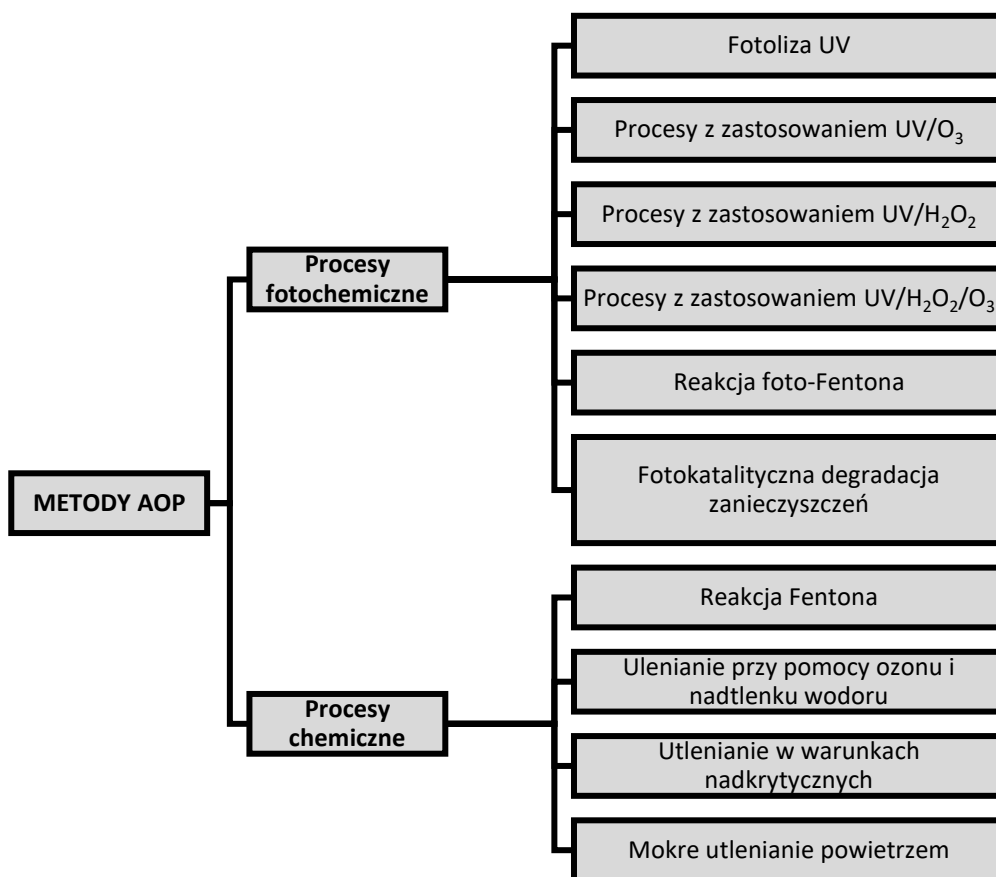 Fotoliza UV
Procesy z zastosowaniem UV/O₃
Procesy z zastosowaniem UV/H₂O₂
Procesy
fotochemiczne
Procesy z zastosowaniem UV/H₂O₂/O₃
Reakcja foto-Fentona
Fotokatalityczna degradacja
zanieczyszczeń
METODY AOP
Reakcja Fentona
Ulenianie przy pomocy ozonu i
nadtlenku wodoru
Procesy
chemiczne
Utlenianie w warunkach
nadkrytycznych
Mokre utlenianie powietrzem